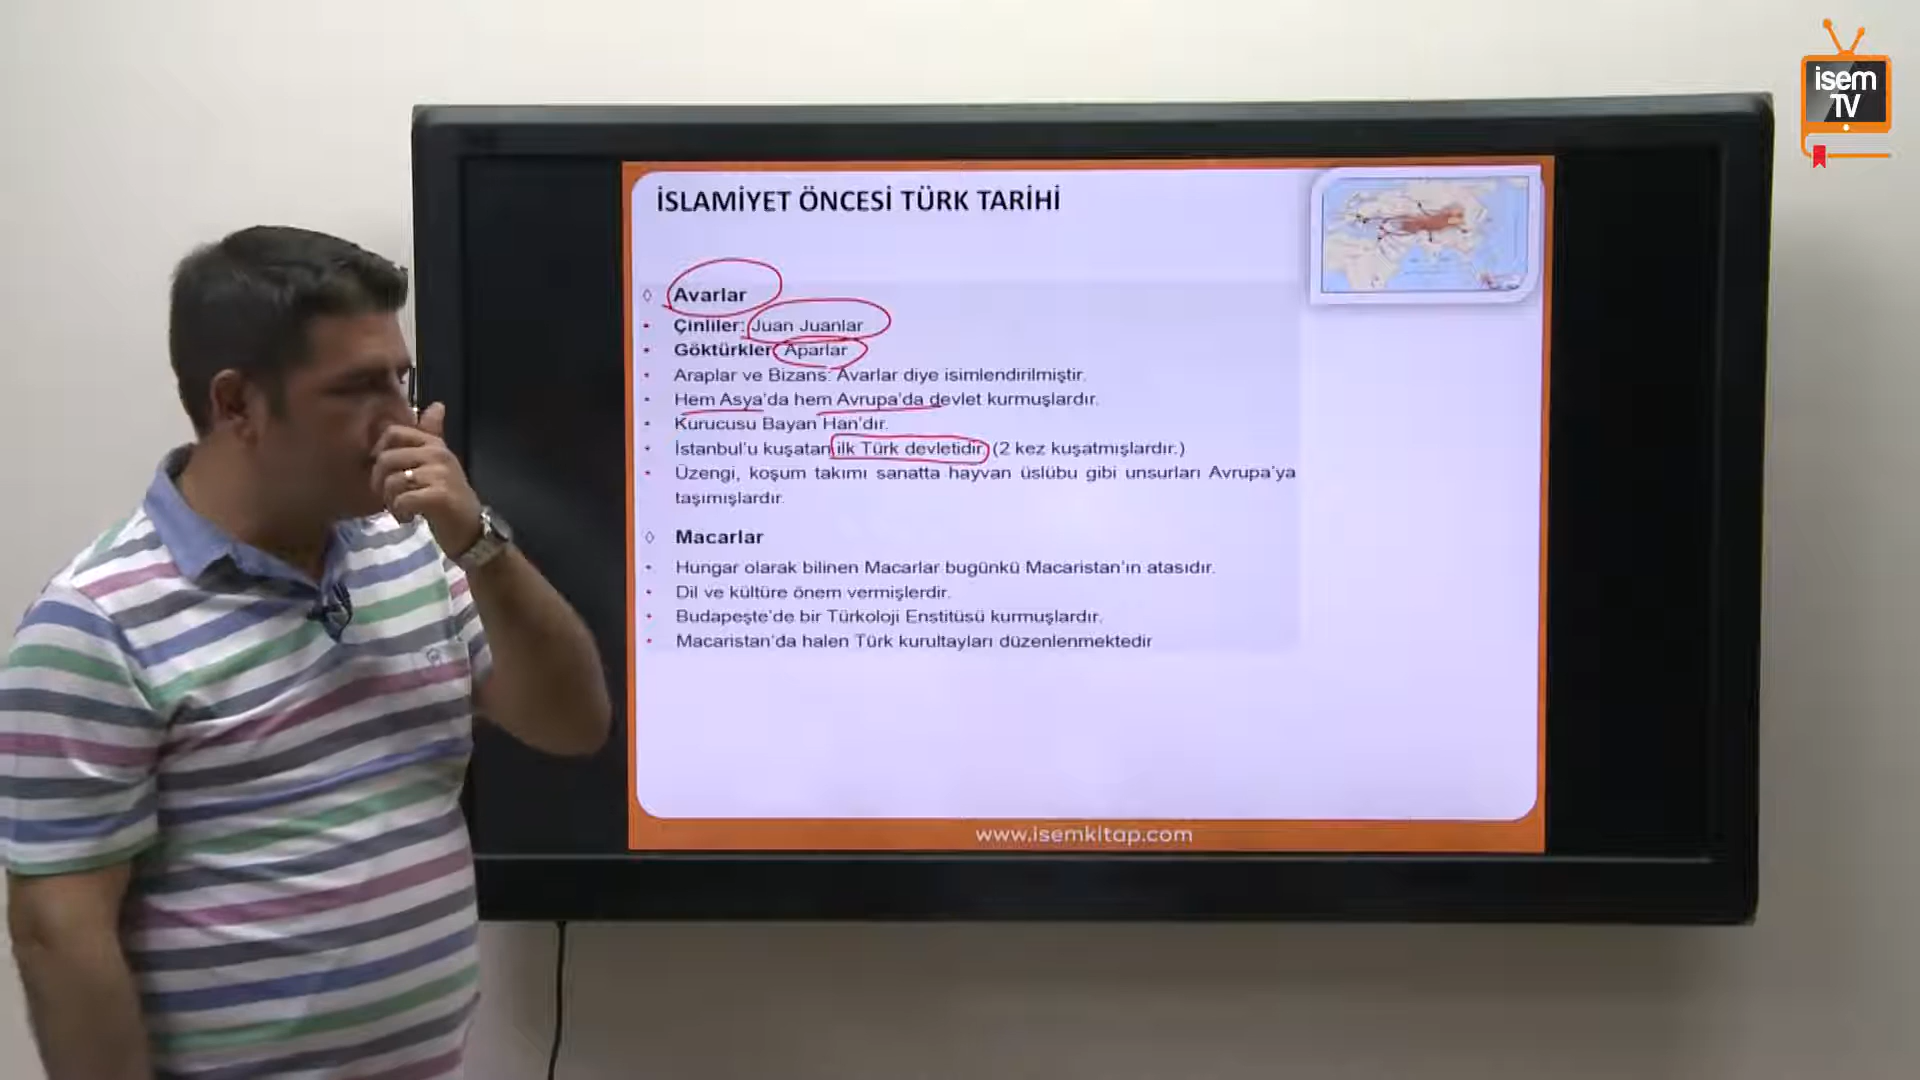 isem
TV
İSLAMİYET ÖNCESİ TÜRK TARİHİ
◊ Avarlar
• Çinliler: Juan Juanlar
• Göktürkler Aparlar
• Araplar ve Bizans: Avarlar diye isimlendirilmiştir.
• Hem Asya'da hem Avrupa'da devlet kurmuşlardır.
• Kurucusu Bayan Han'dır.
• İstanbul'u kuşatan ilk Türk devletidir. (2 kez kuşatmışlardır.)
• Üzengi, koşum takımı sanatta hayvan üslûbu gibi unsurları Avrupa'ya
taşımışlardır.
◊ Macarlar
• Hungar olarak bilinen Macarlar bugünkü Macaristan'ın atasıdır.
• Dil ve kültüre önem vermişlerdir.
• Budapeşte'de bir Türkoloji Enstitüsü kurmuşlardır.
• Macaristan'da halen Türk kurultayları düzenlenmektedir
www.isemkitap.com